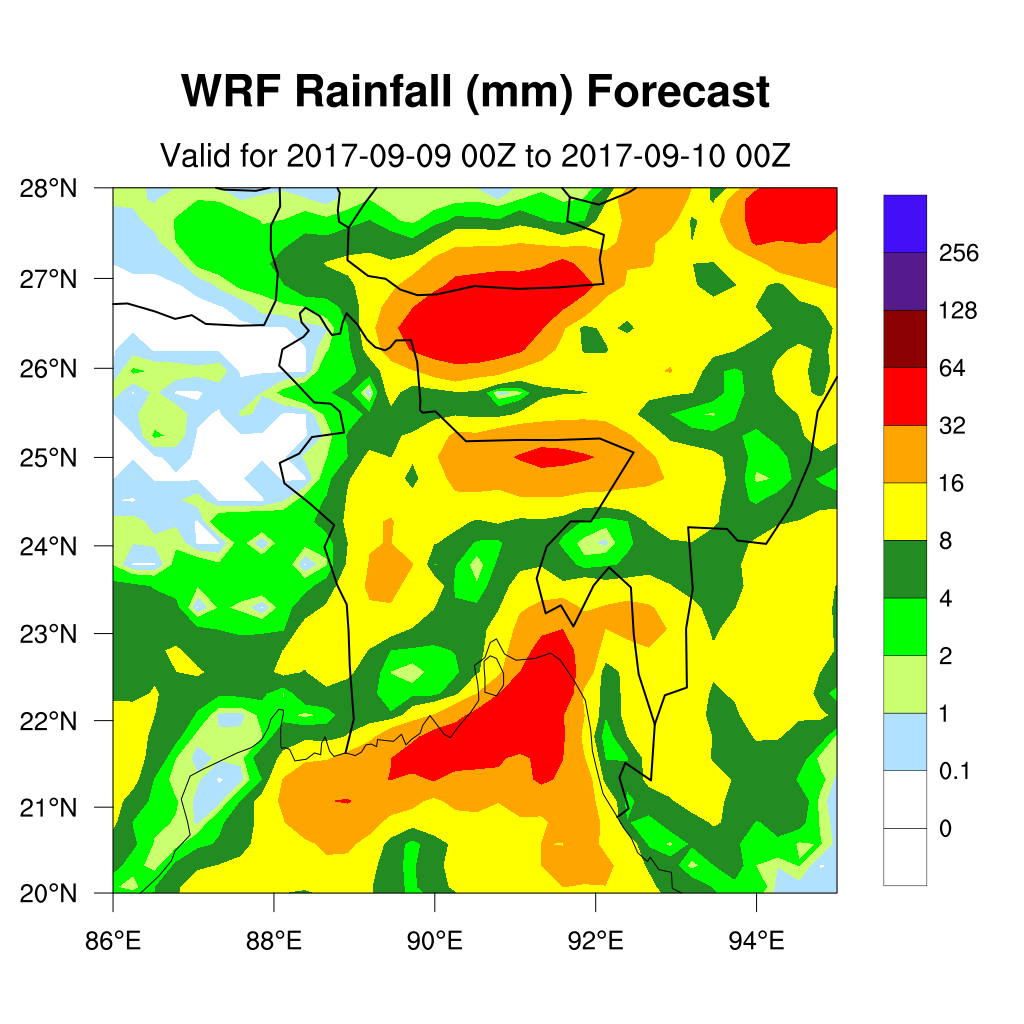 WRF Rainfall (mm) Forecast
Valid for 2017-09-09 00Z to 2017-09-10 00Z
28°N
27°N
26°N
25°N
24°N
23°N
22°N
21°N
20°N
86°E 88°E 90°E 92°E 94°E
256
128
64
32
16
8
4
2
1
0.1
0